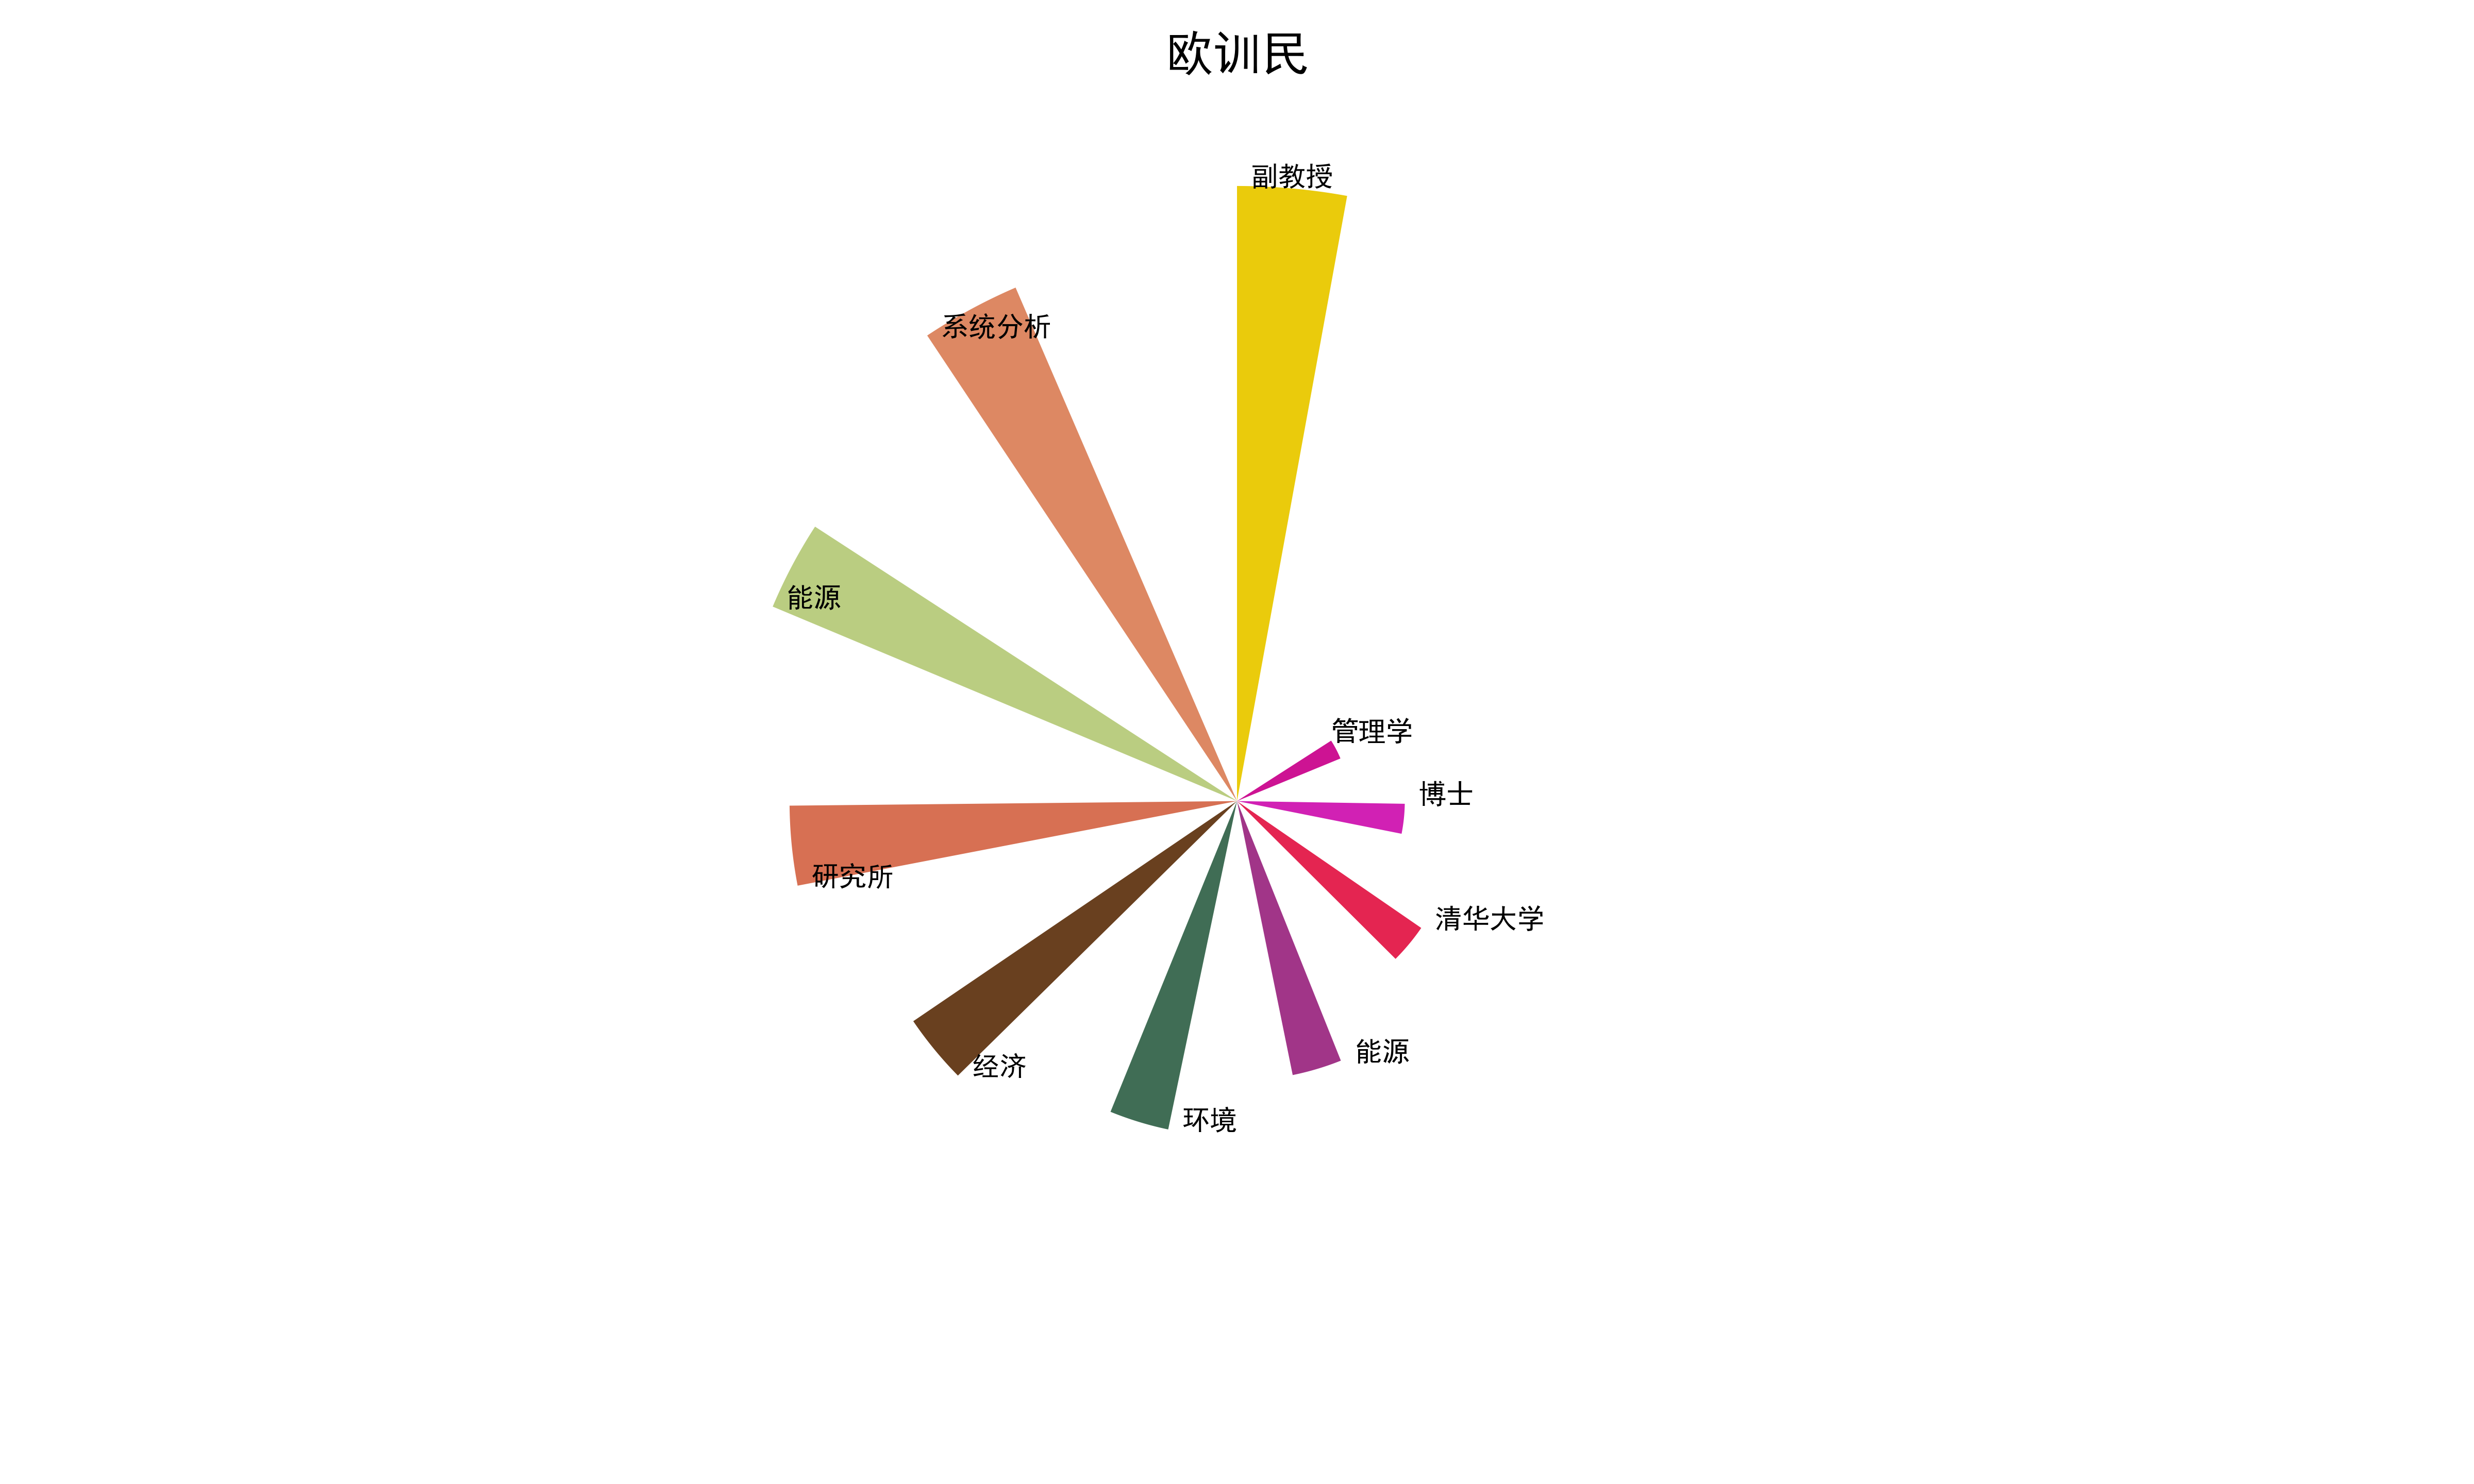 欧训民
副教授
系统分析
能源
管理学
博士
研究所
清华大学
能源
经济
环境